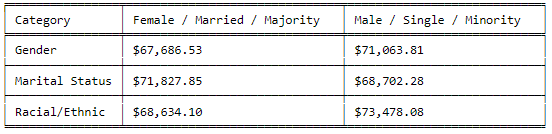 Category Female / Married / Majority Male / Single / Minority
Gender $67,686.53 $71,063.81
Marital Status $71,827.85 $68,702.28
Racial/Ethnic $68,634.10 $73,478.08